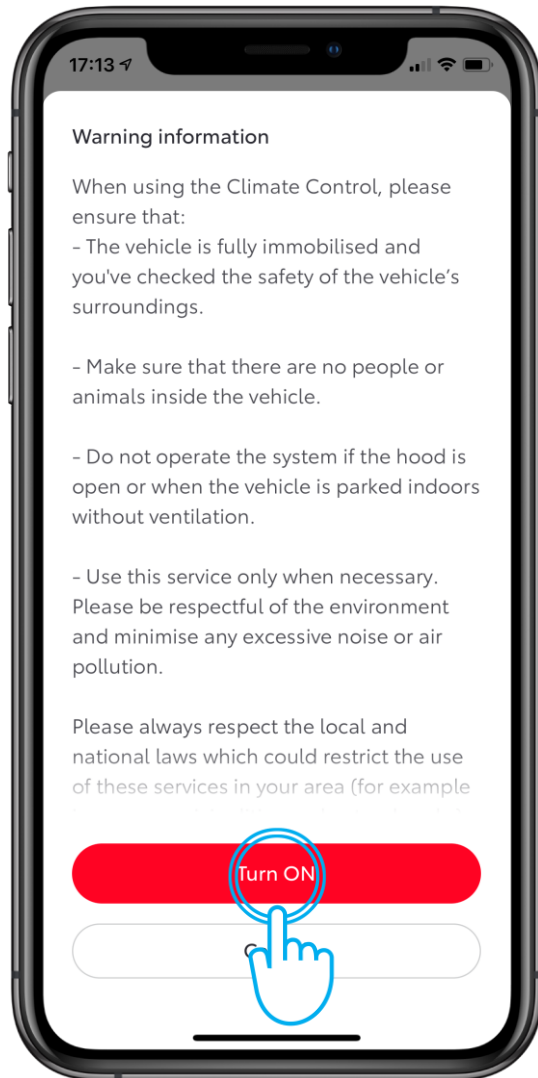 17:13
Warning information
When using the Climate Control, please
ensure that:
- The vehicle is fully immobilised and
you've checked the safety of the vehicle's
surroundings.
- Make sure that there are no people or
animals inside the vehicle.
- Do not operate the system if the hood is
open or when the vehicle is parked indoors
without ventilation.
- Use this service only when necessary.
Please be respectful of the environment
and minimise any excessive noise or air
pollution.
Please always respect the local and
national laws which could restrict the use
of these services in your area (for example
Turn ON